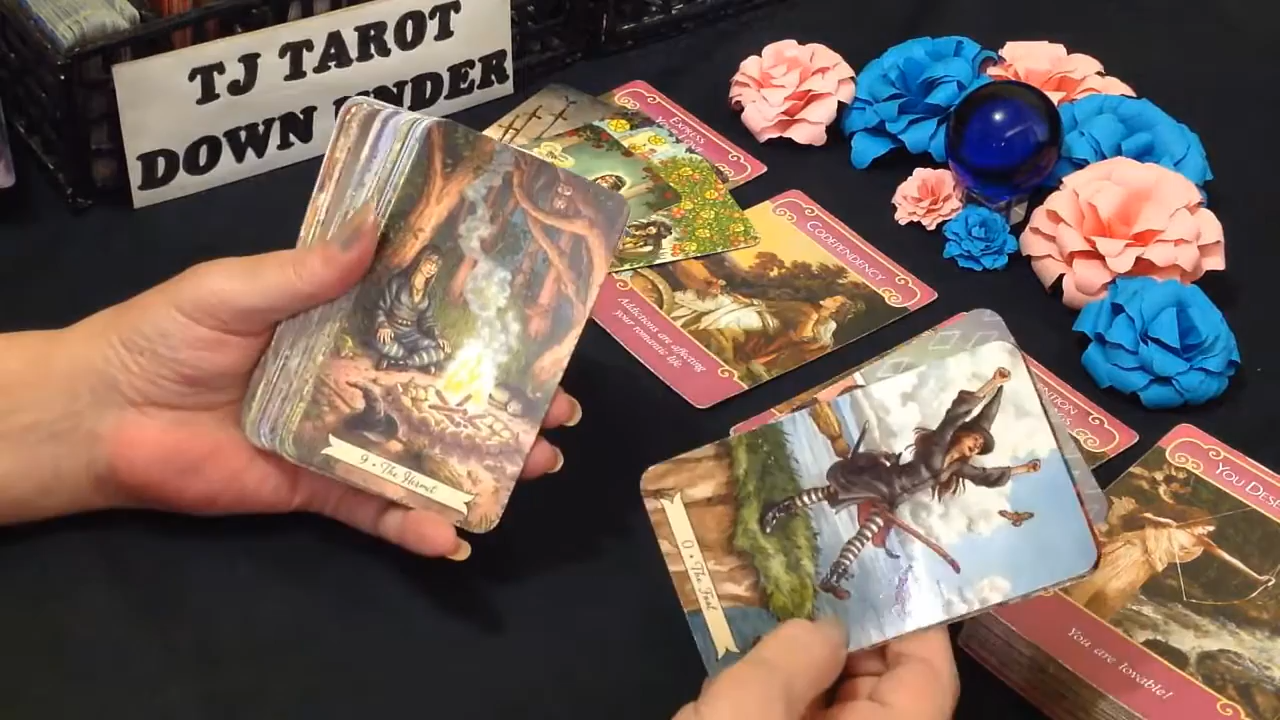 TJ TAROT
DOWN UNDER
EXPRESS
CODEPENDENCY
Addictions are affecting
your romantic life.
9 • The Hermit
0 • The Fool
YOU
You are lovable!